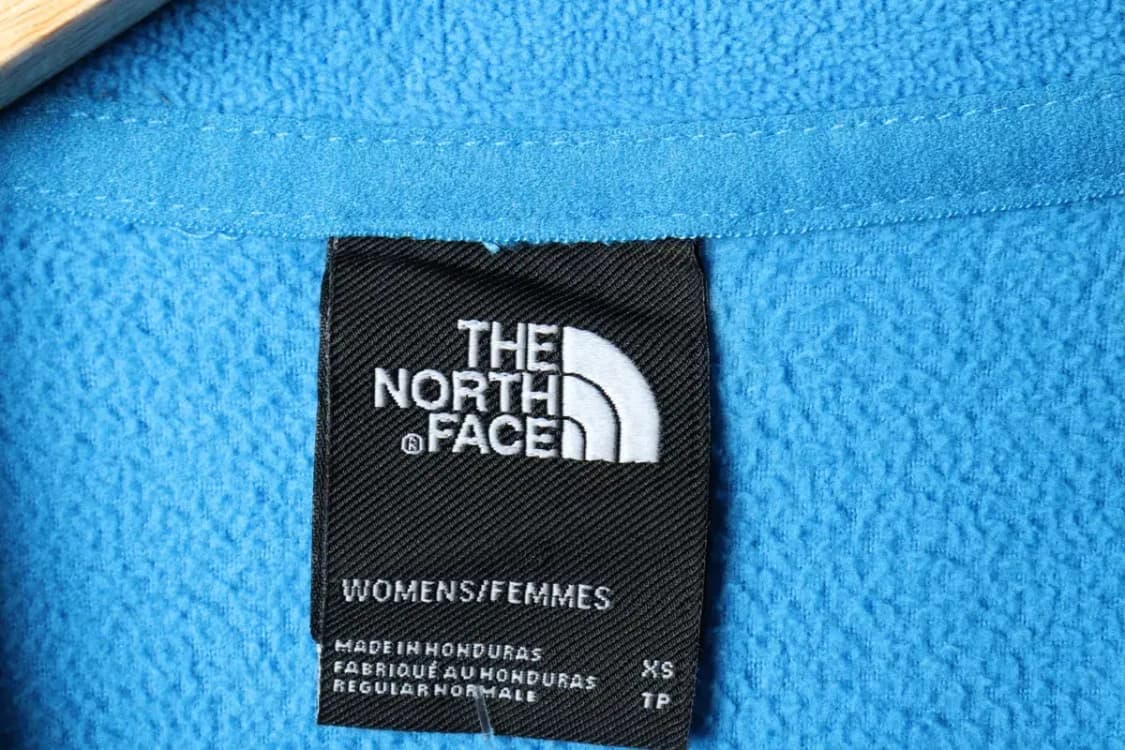 THE
NORTH
®FACE
WOMENS/FEMMES
MADE IN HONDURAS
FABRIQUÉ AU HONDURAS
REGULAR NORMALE
XS
TP